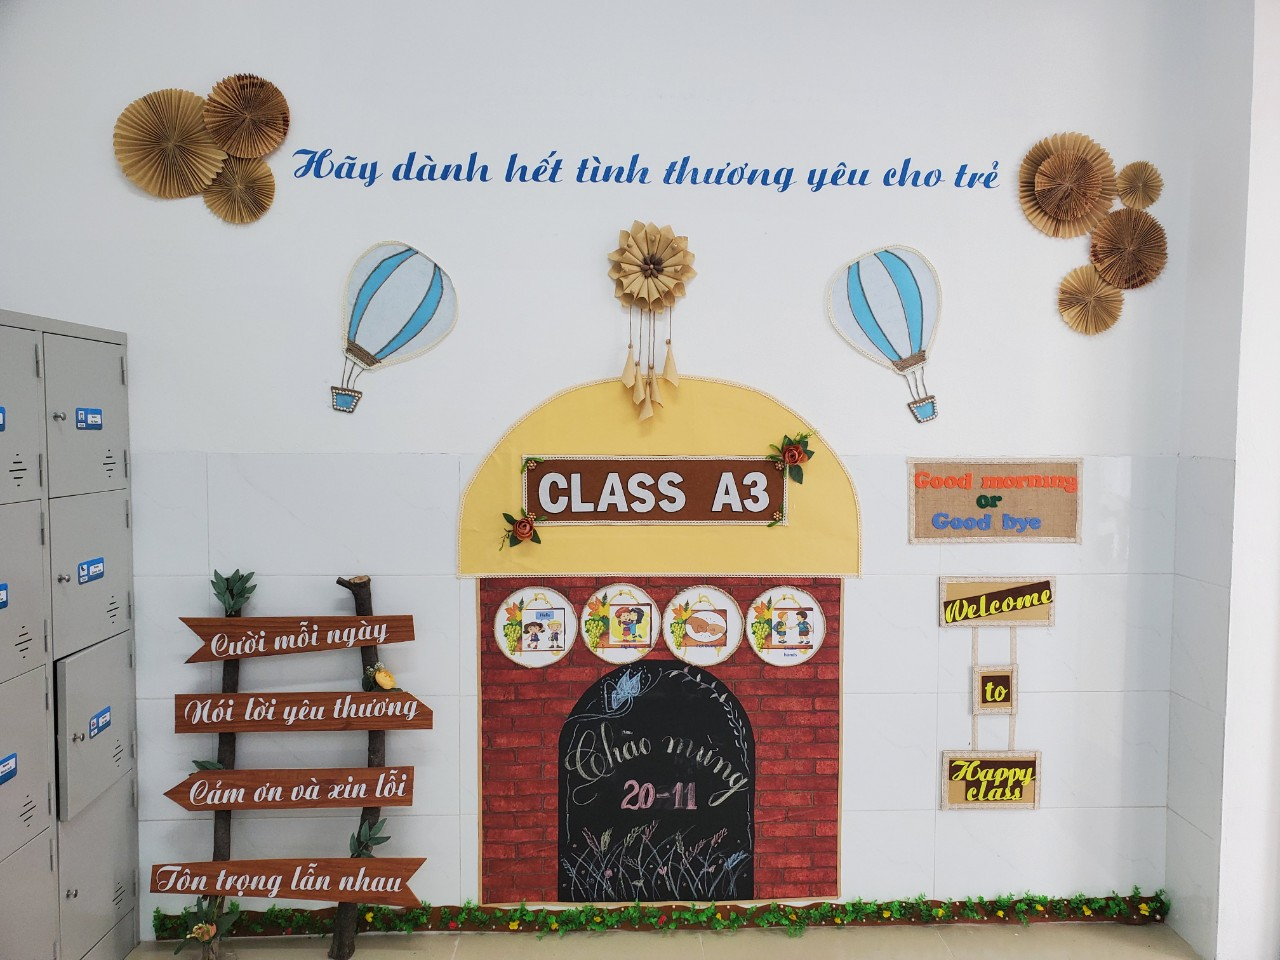 Hãy dành hết tình thương yêu cho trẻ
CLASS A3
Good morning
or
Good bye
Welcome
to
Happy
class
Cười mỗi ngày
Nói lời yêu thương
Cảm ơn và xin lỗi
Tôn trọng lẫn nhau
Hello
Chào mừng
20-11